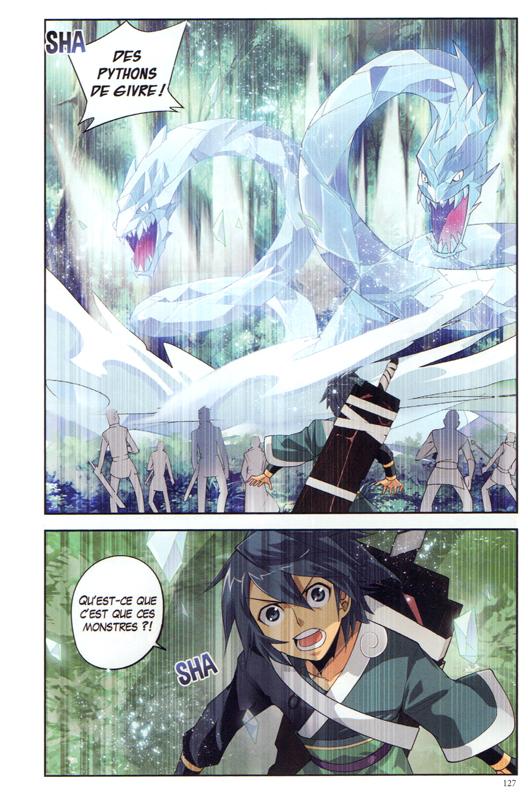 SHA
DES
PYTHONS
DE GIVRE !
QU'EST-CE QUE
C'EST QUE CES
MONSTRES ?!
SHA
127